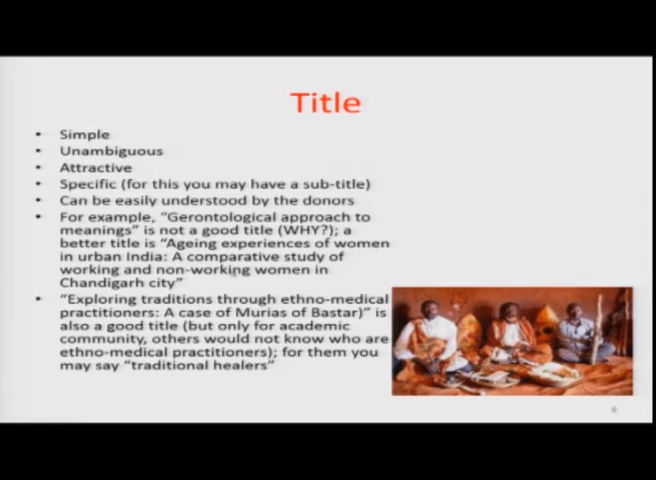 Title
• Simple
• Unambiguous
• Attractive
• Specific (for this you may have a sub-title)
• Can be easily understood by the donors
• For example, “Gerontological approach to
meanings” is not a good title (WHY?); a
better title is “Ageing experiences of women
in urban India: A comparative study of
working and non-working women in
Chandigarh city”
• “Exploring traditions through ethno-medical
practitioners: A case of Murias of Bastar)” is
also a good title (but only for academic
community, others would not know who are
ethno-medical practitioners); for them you
may say “traditional healers”